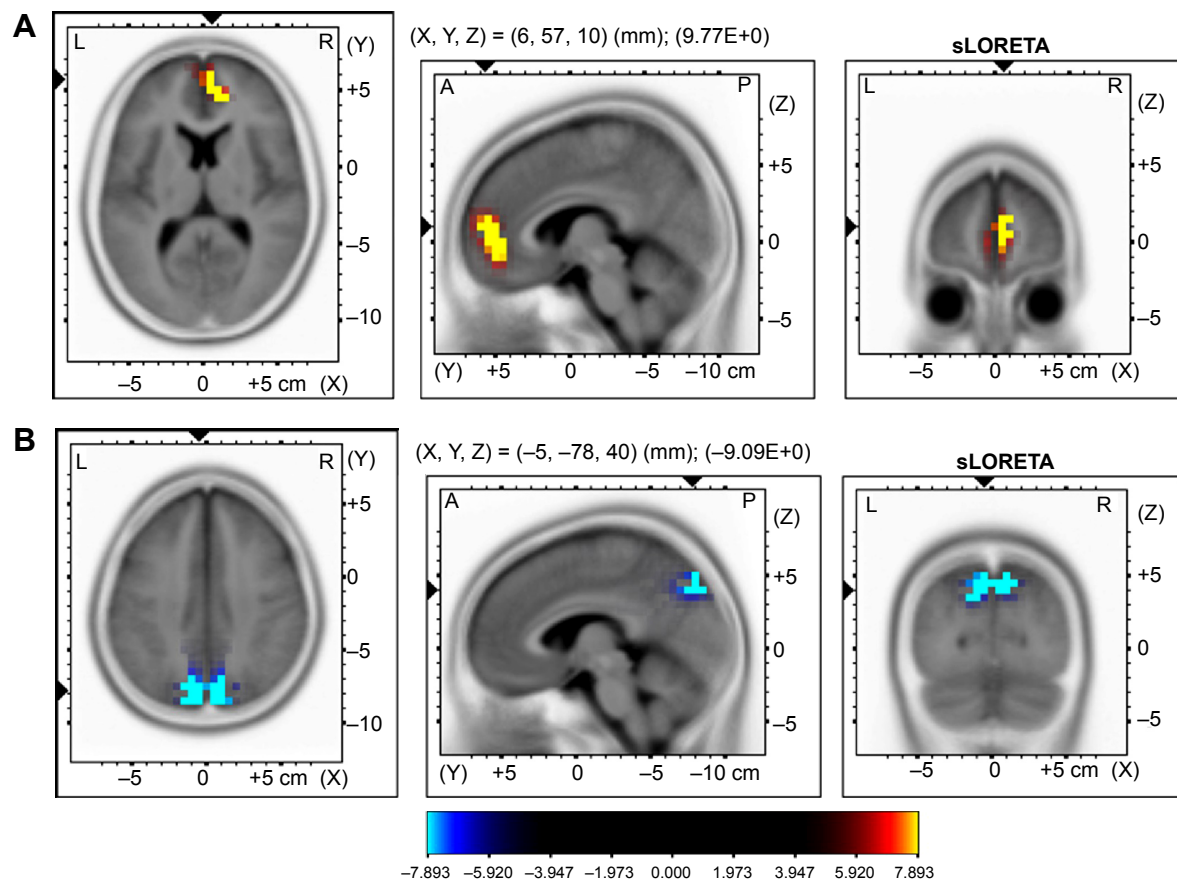 A
L R (Y)
+5
0
−5
−10
−5 0 +5 cm (X)
(X, Y, Z) = (6, 57, 10) (mm); (9.77E+0)
A P
(Z)
+5
0
−5
(Y) +5 0 −5 −10 cm
sLORETA
L R
(Z)
+5
0
−5
−5 0 +5 cm (X)
B
L R (Y)
+5
0
−5
−10
−5 0 +5 cm (X)
(X, Y, Z) = (−5, −78, 40) (mm); (−9.09E+0)
A P
(Z)
+5
0
−5
(Y) +5 0 −5 −10 cm
sLORETA
L R
(Z)
+5
0
−5
−5 0 +5 cm (X)
−7.893 −5.920 −3.947 −1.973 0.000 1.973 3.947 5.920 7.893